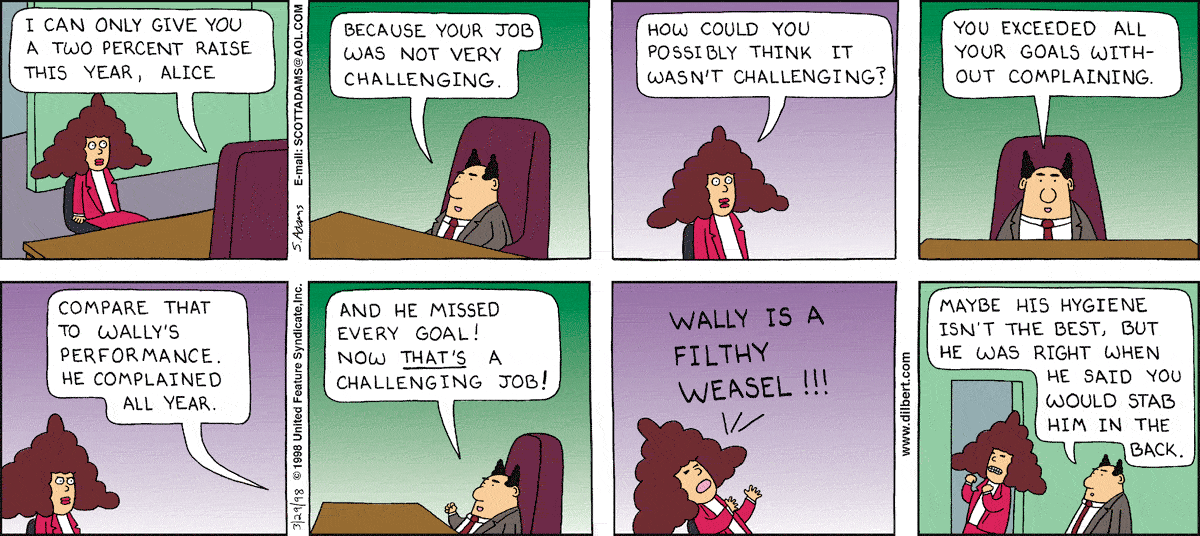 I CAN ONLY GIVE YOU
A TWO PERCENT RAISE
THIS YEAR, ALICE
S. Adams E-mail: SCOTTADAMS@AOL.COM
BECAUSE YOUR JOB
WAS NOT VERY
CHALLENGING.
HOW COULD YOU
POSSIBLY THINK IT
WASN'T CHALLENGING?
YOU EXCEEDED ALL
YOUR GOALS WITH-
OUT COMPLAINING.
COMPARE THAT
TO WALLY'S
PERFORMANCE.
HE COMPLAINED
ALL YEAR.
3/29/98 © 1998 United Feature Syndicate, Inc.
AND HE MISSED
EVERY GOAL!
NOW THAT'S A
CHALLENGING JOB!
WALLY IS A
FILTHY
WEASEL!!!
www.dilbert.com
MAYBE HIS HYGIENE
ISN'T THE BEST, BUT
HE WAS RIGHT WHEN
HE SAID YOU
WOULD STAB
HIM IN THE
BACK.